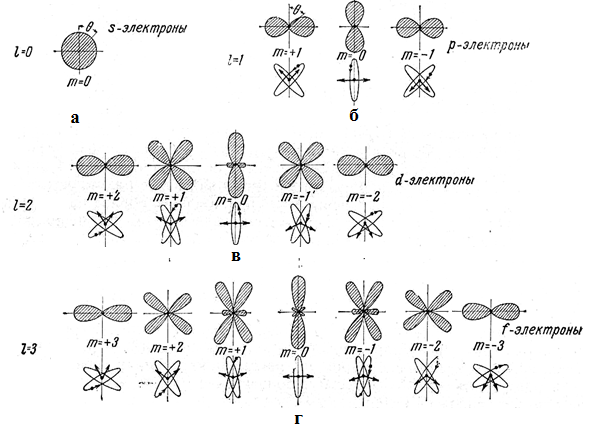 θ
s-электроны
l=0
m=0
а
θ
l=1
m=+1
m=0
m=-1
p-электроны
б
l=2
m=+2
m=+1
m=0
m=-1
m=-2
d-электроны
в
l=3
m=+3
m=+2
m=+1
m=0
m=-1
m=-2
m=-3
f-электроны
г